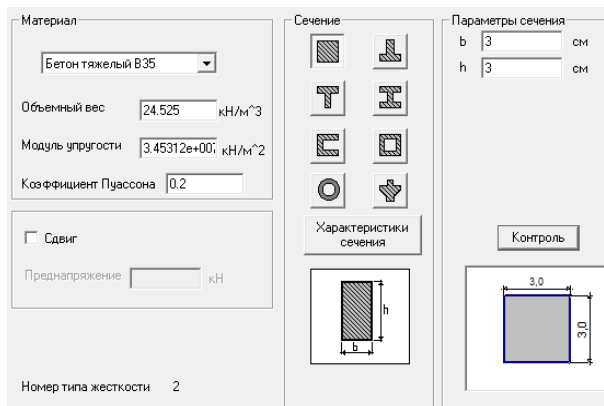 Материал
Бетон тяжелый B35
Объемный вес 24.525 кН/м^3
Модуль упругости 3.45312e+007 кН/м^2
Коэффициент Пуассона 0.2
Сдвиг
Преднапряжение кН
Номер типа жесткости 2
Сечение
Характеристики
сечения
h
b
Параметры сечения
b 3 см
h 3 см
Контроль
3,0
3,0